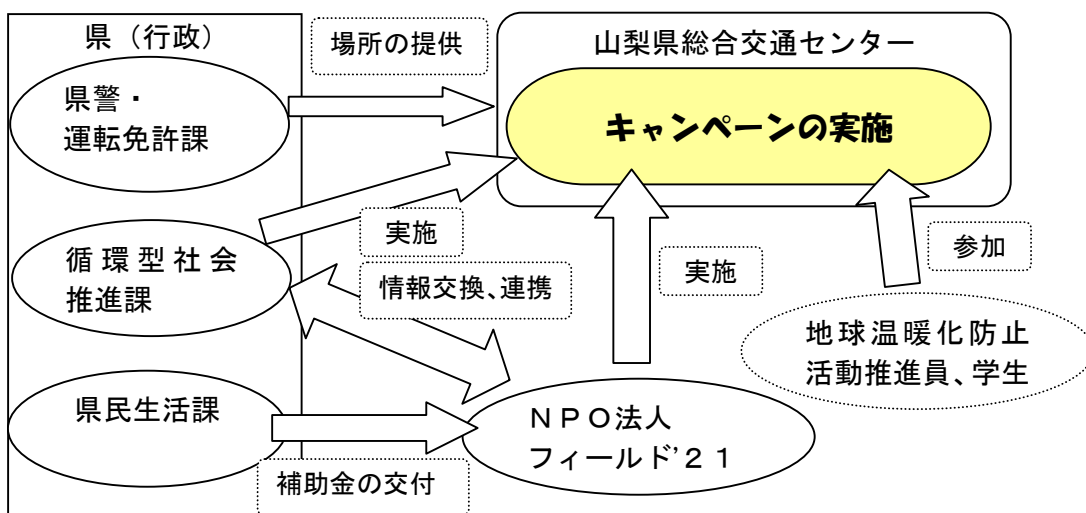 県（行政）
場所の提供
山梨県総合交通センター
県警・
運転免許課
キャンペーンの実施
循環型社会
推進課
実施
情報交換、連携
実施
参加
地球温暖化防止
活動推進員、学生
県民生活課
ＮＰＯ法人
フィールド’２１
補助金の交付